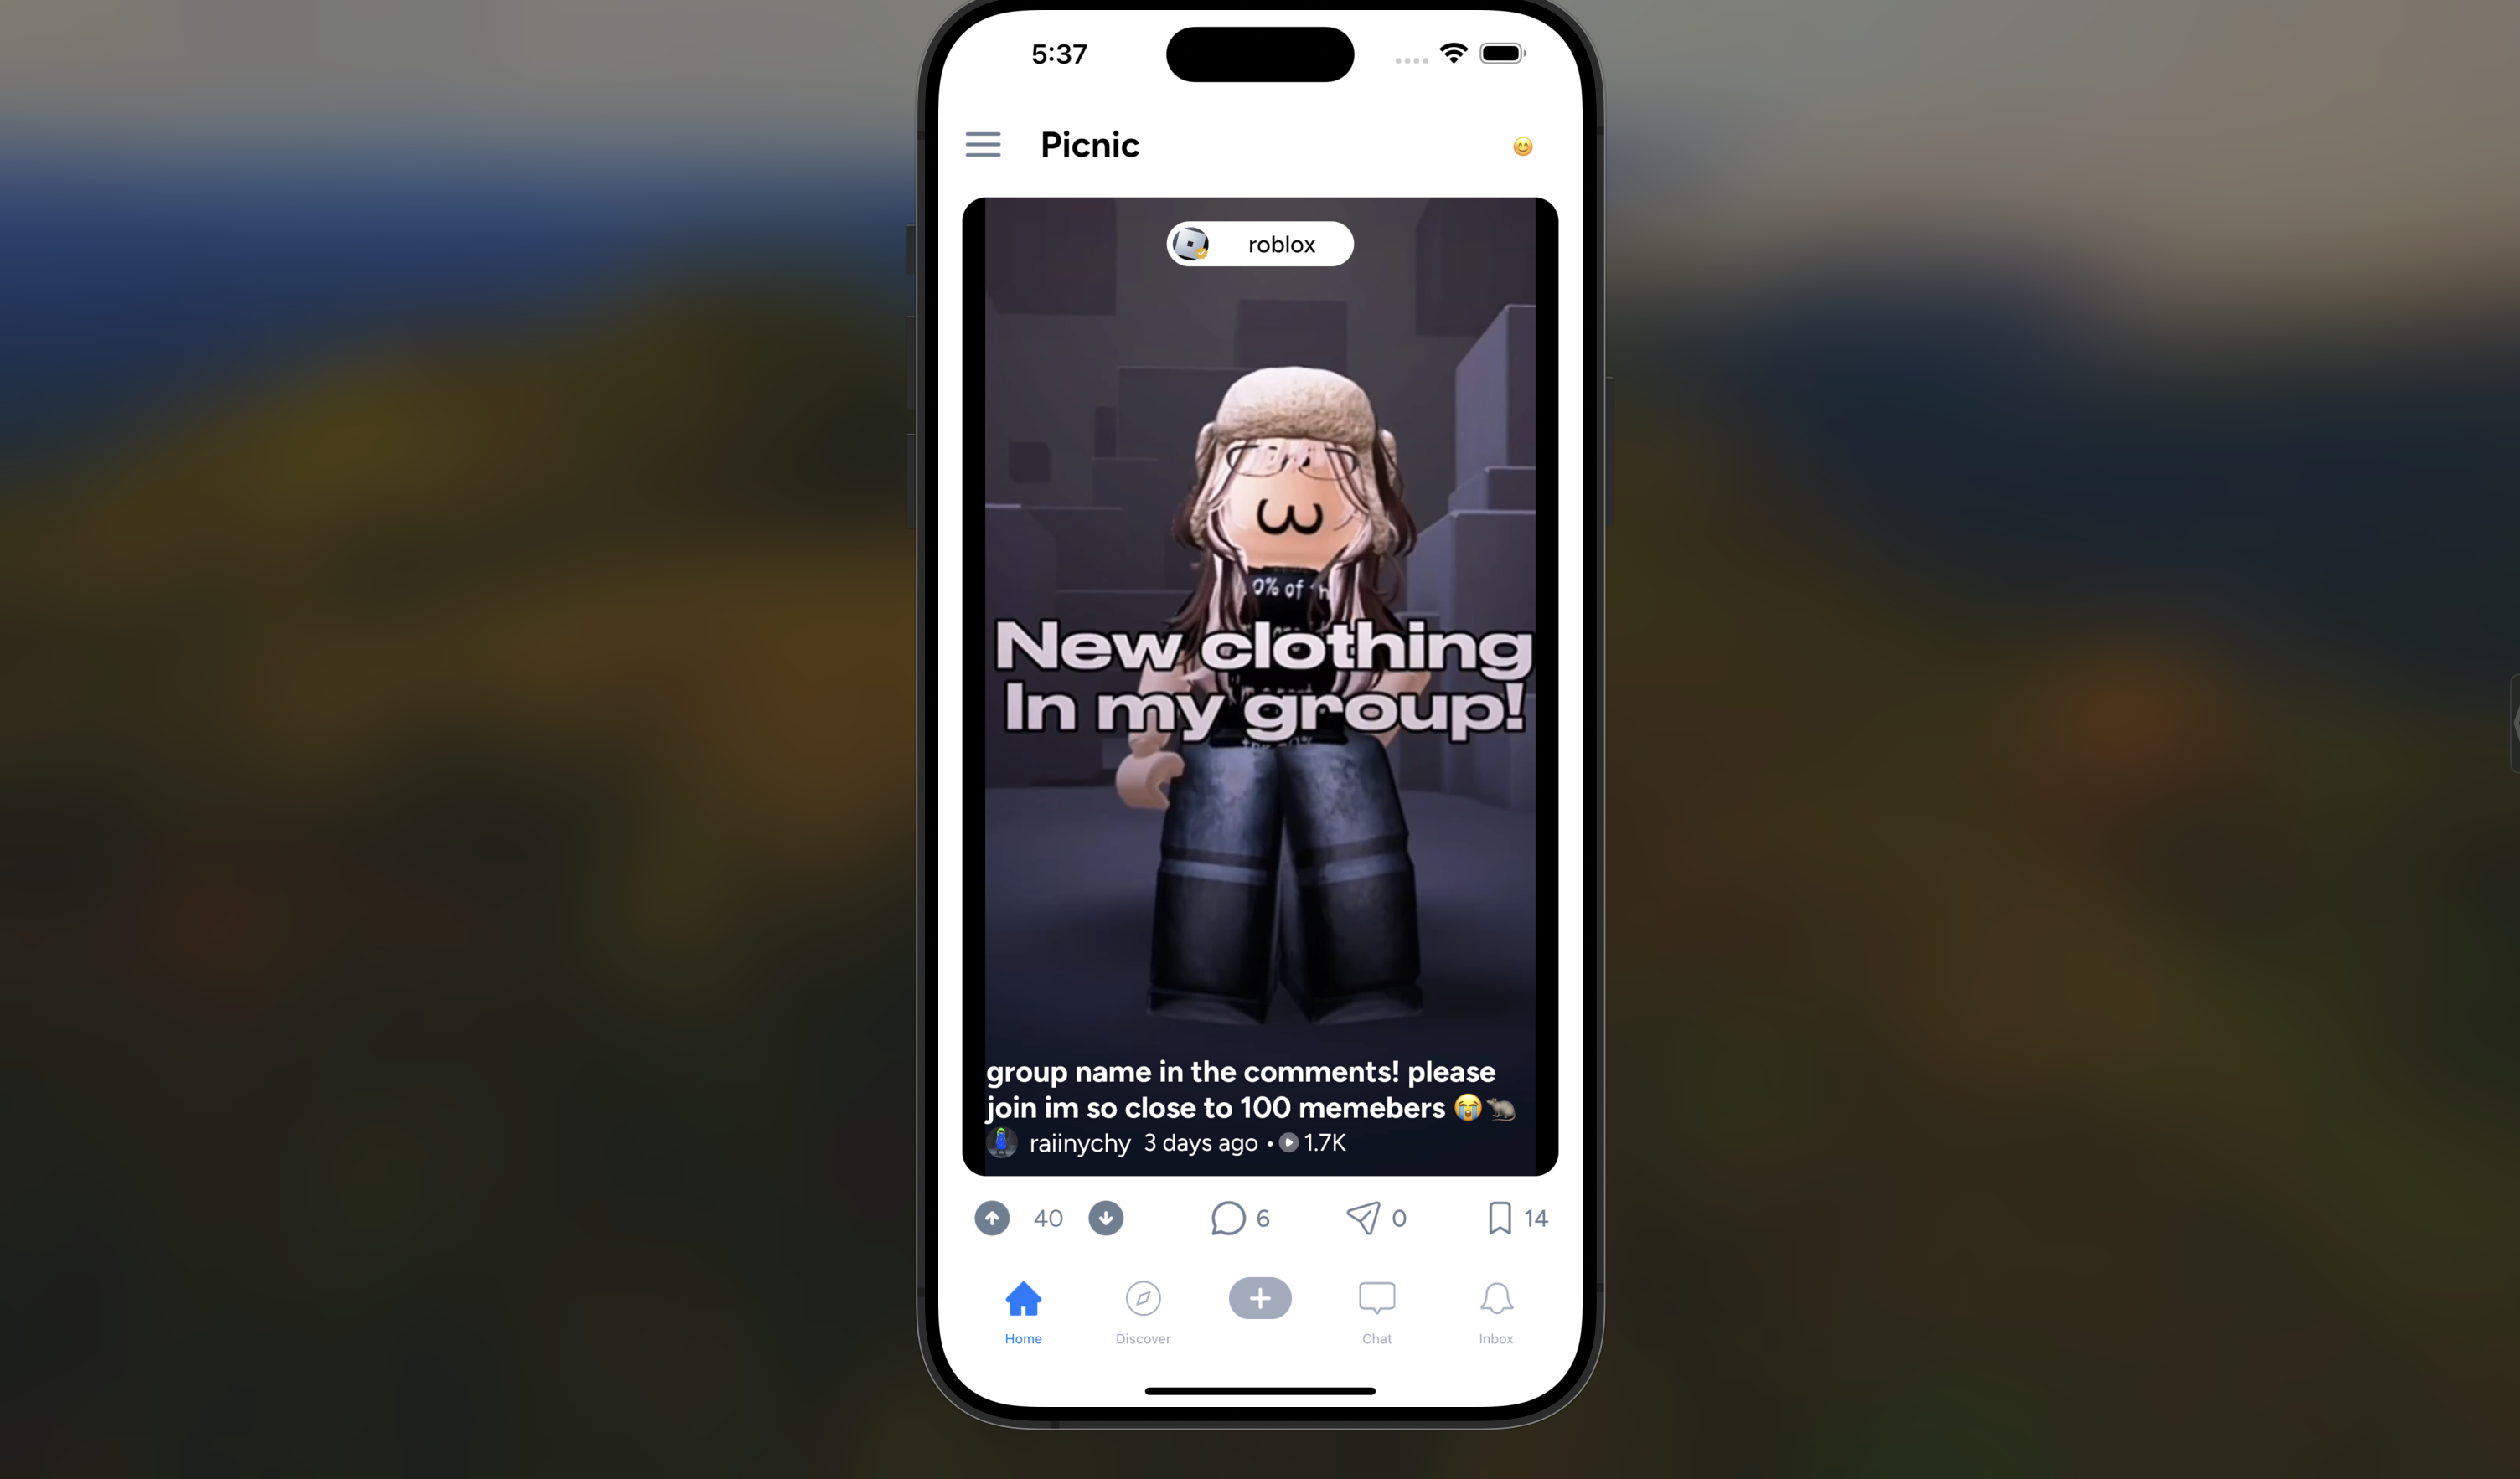 5:37
Picnic
roblox
0% of
New clothing
In my group!
group name in the comments! please
join im so close to 100 memebers 😭🐀
raiinychy 3 days ago • 1.7K
40 6 0 14
Home Discover Chat Inbox